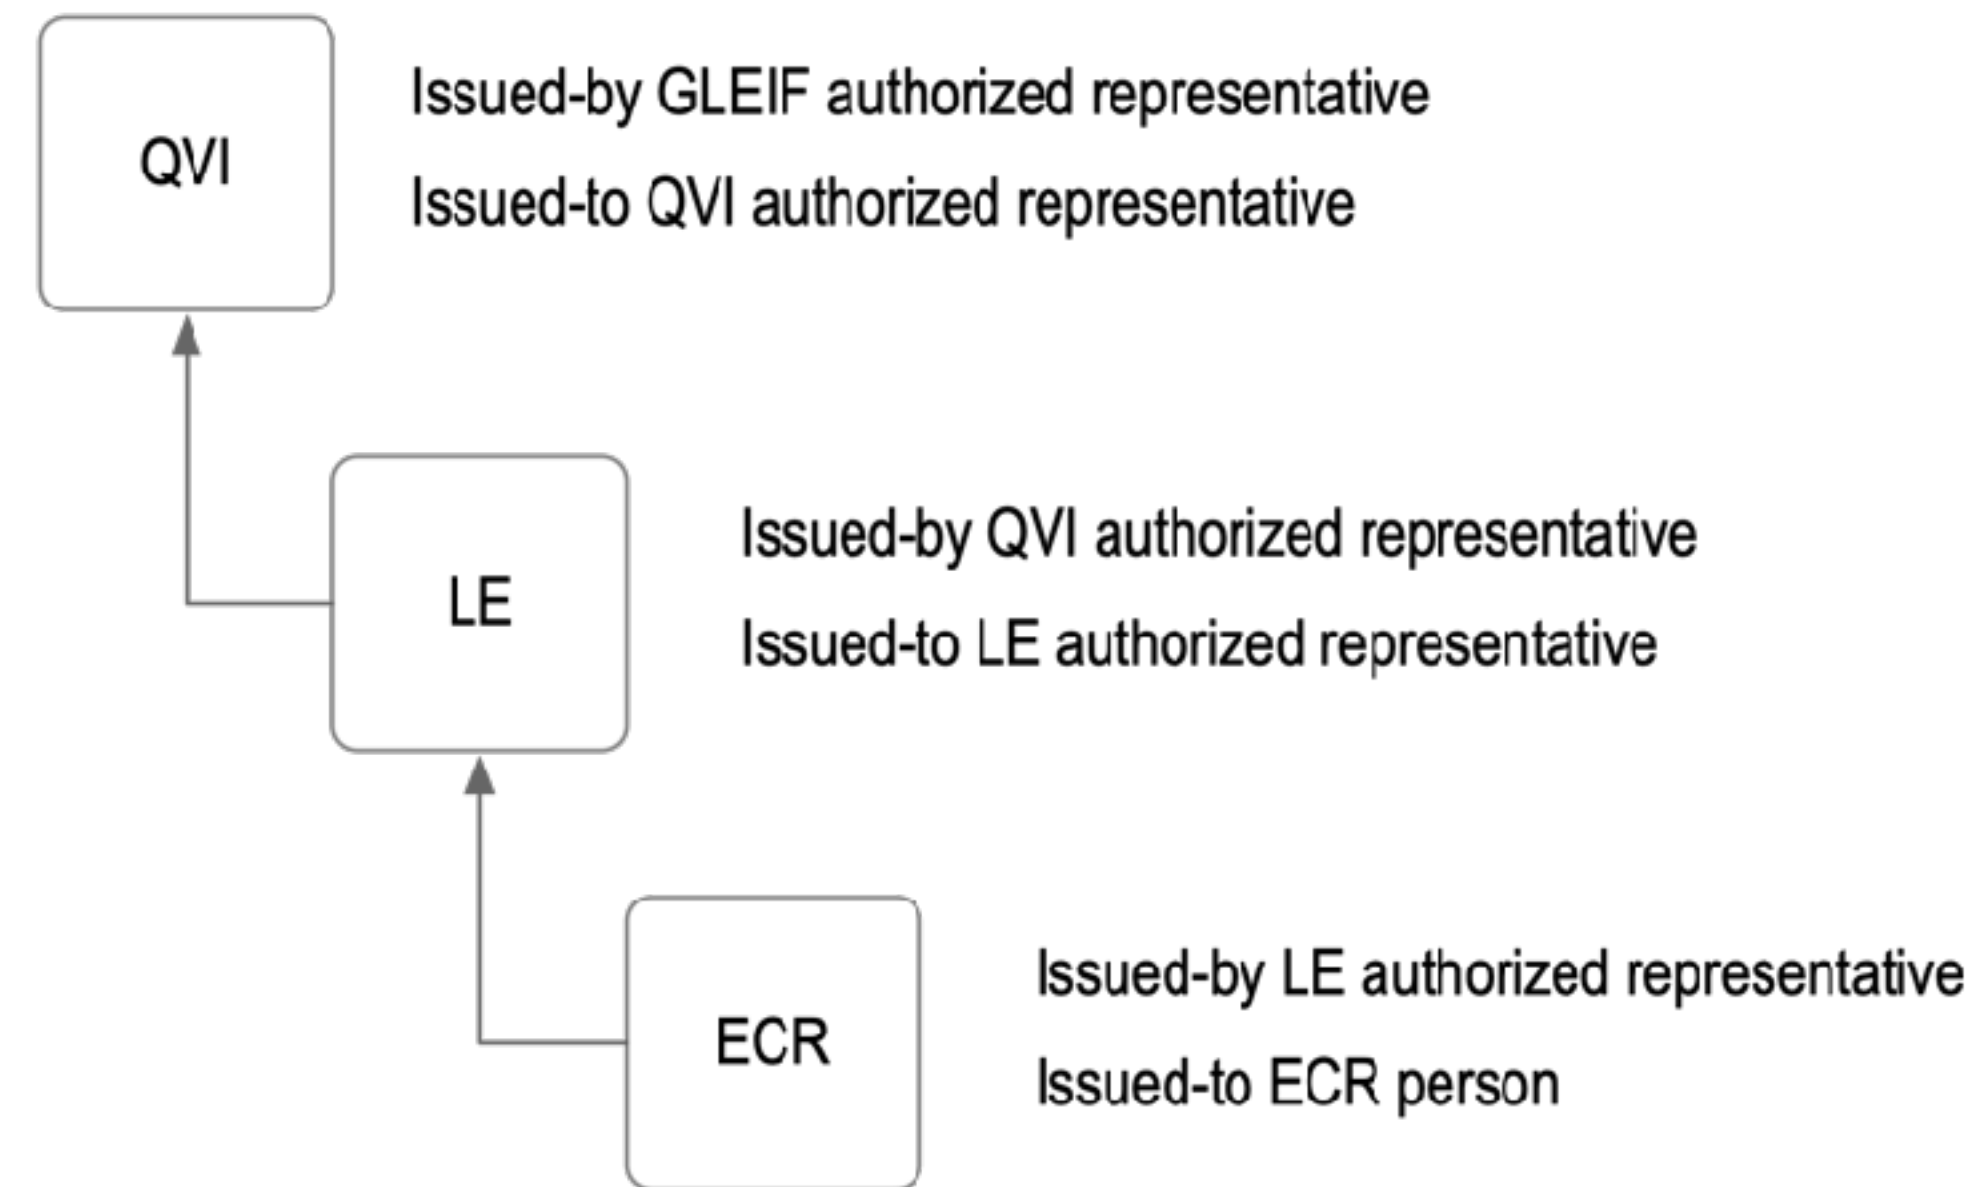 QVI
Issued-by GLEIF authorized representative
Issued-to QVI authorized representative
LE
Issued-by QVI authorized representative
Issued-to LE authorized representative
ECR
Issued-by LE authorized representative
Issued-to ECR person